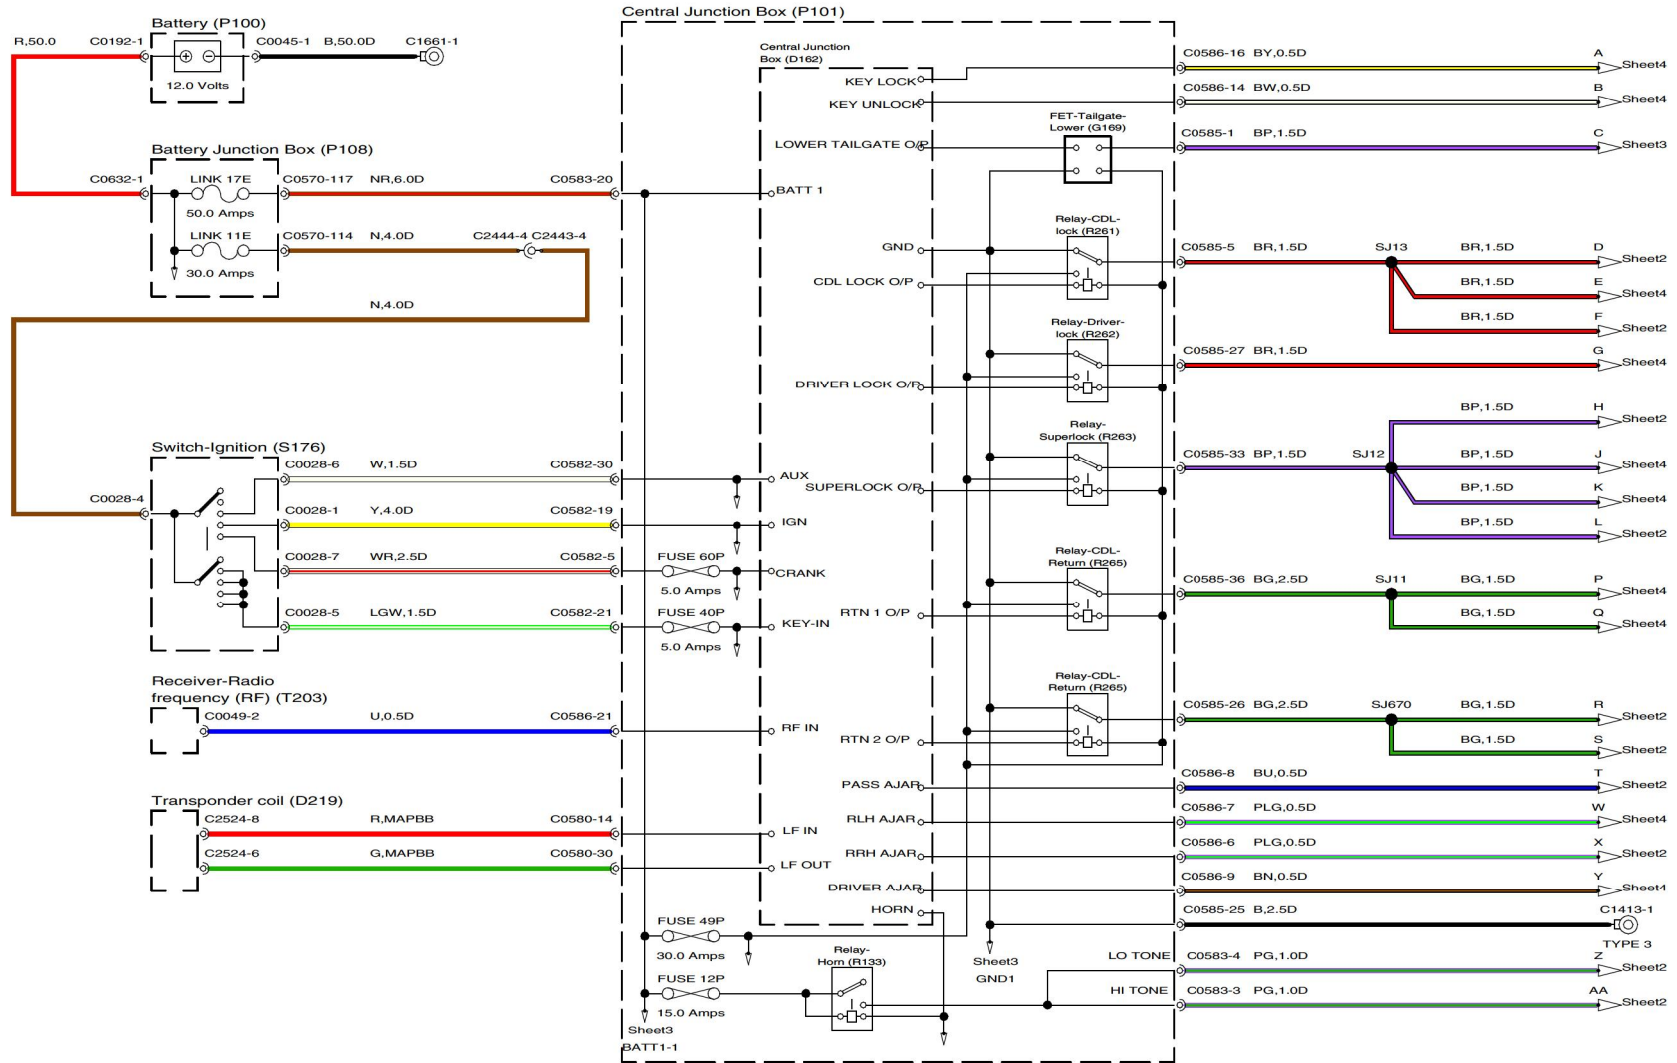 Central Junction Box (P101)
Battery (P100)
R,50.0 C0192-1 C0045-1 B,50.0D C1661-1
12.0 Volts
Battery Junction Box (P108)
C0632-1 LINK 17E C0570-117 NR,6.0D C0583-20
50.0 Amps
LINK 11E C0570-114 N,4.0D C2444-4 C2443-4
30.0 Amps
N,4.0D
Switch-Ignition (S176)
C0028-4
C0028-6 W,1.5D C0582-30
C0028-1 Y,4.0D C0582-19
C0028-7 WR,2.5D C0582-5
C0028-5 LGW,1.5D C0582-21
FUSE 60P
5.0 Amps
FUSE 40P
5.0 Amps
Receiver-Radio
frequency (RF) (T203)
C0049-2 U,0.5D C0586-21
Transponder coil (D219)
C2524-8 R,MAPBB C0580-14
C2524-6 G,MAPBB C0580-30
FUSE 49P
30.0 Amps
FUSE 12P
15.0 Amps
Sheet3
BATT1-1
Central Junction
Box (D162)
KEY LOCK
KEY UNLOCK
LOWER TAILGATE O/P
BATT 1
GND
CDL LOCK O/P
DRIVER LOCK O/P
AUX
SUPERLOCK O/P
IGN
CRANK
RTN 1 O/P
KEY-IN
RF IN
RTN 2 O/P
PASS AJAR
RLH AJAR
LF IN
RRH AJAR
LF OUT
DRIVER AJAR
HORN
FET-Tailgate-
Lower (G169)
Relay-CDL-
lock (R261)
Relay-Driver-
lock (R262)
Relay-
Superlock (R263)
Relay-CDL-
Return (R265)
Relay-CDL-
Return (R265)
Relay-
Horn (R133)
Sheet3
GND1
LO TONE
HI TONE
C0586-16 BY,0.5D A Sheet4
C0586-14 BW,0.5D B Sheet4
C0585-1 BP,1.5D C Sheet3
C0585-5 BR,1.5D SJ13 BR,1.5D D Sheet2
BR,1.5D E Sheet4
BR,1.5D F Sheet2
C0585-27 BR,1.5D G Sheet4
BP,1.5D H Sheet2
C0585-33 BP,1.5D SJ12 BP,1.5D J Sheet4
BP,1.5D K Sheet4
BP,1.5D L Sheet2
C0585-36 BG,2.5D SJ11 BG,1.5D P Sheet4
BG,1.5D Q Sheet4
C0585-26 BG,2.5D SJ670 BG,1.5D R Sheet2
BG,1.5D S Sheet2
C0586-8 BU,0.5D T Sheet2
C0586-7 PLG,0.5D W Sheet4
C0586-6 PLG,0.5D X Sheet2
C0586-9 BN,0.5D Y Sheet4
C0585-25 B,2.5D C1413-1
TYPE 3
C0583-4 PG,1.0D Z Sheet2
C0583-3 PG,1.0D AA Sheet2